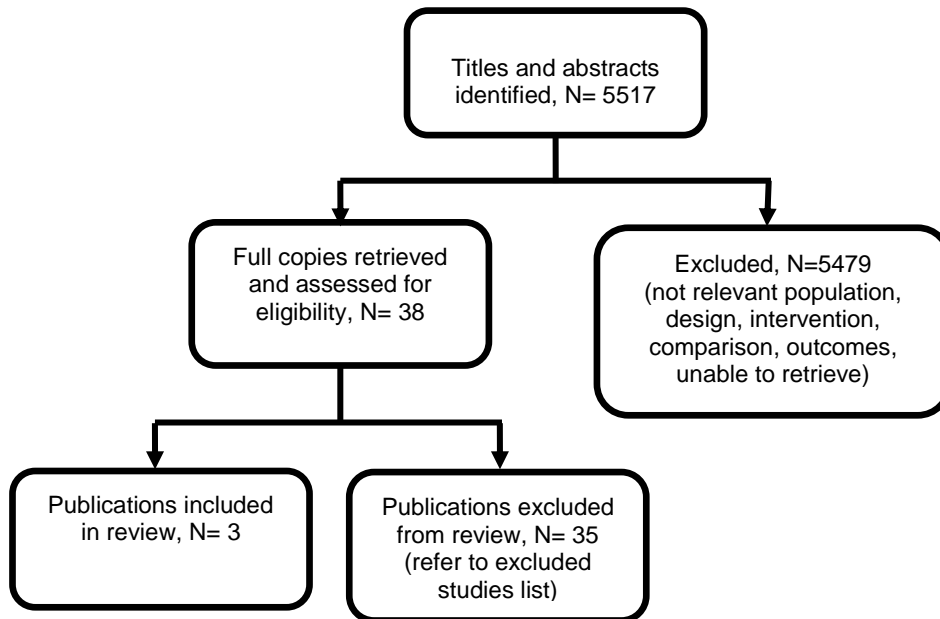 Titles and abstracts
identified, N= 5517
Full copies retrieved
and assessed for
eligibility, N= 38
Excluded, N=5479
(not relevant population,
design, intervention,
comparison, outcomes,
unable to retrieve)
Publications included
in review, N= 3
Publications excluded
from review, N= 35
(refer to excluded
studies list)